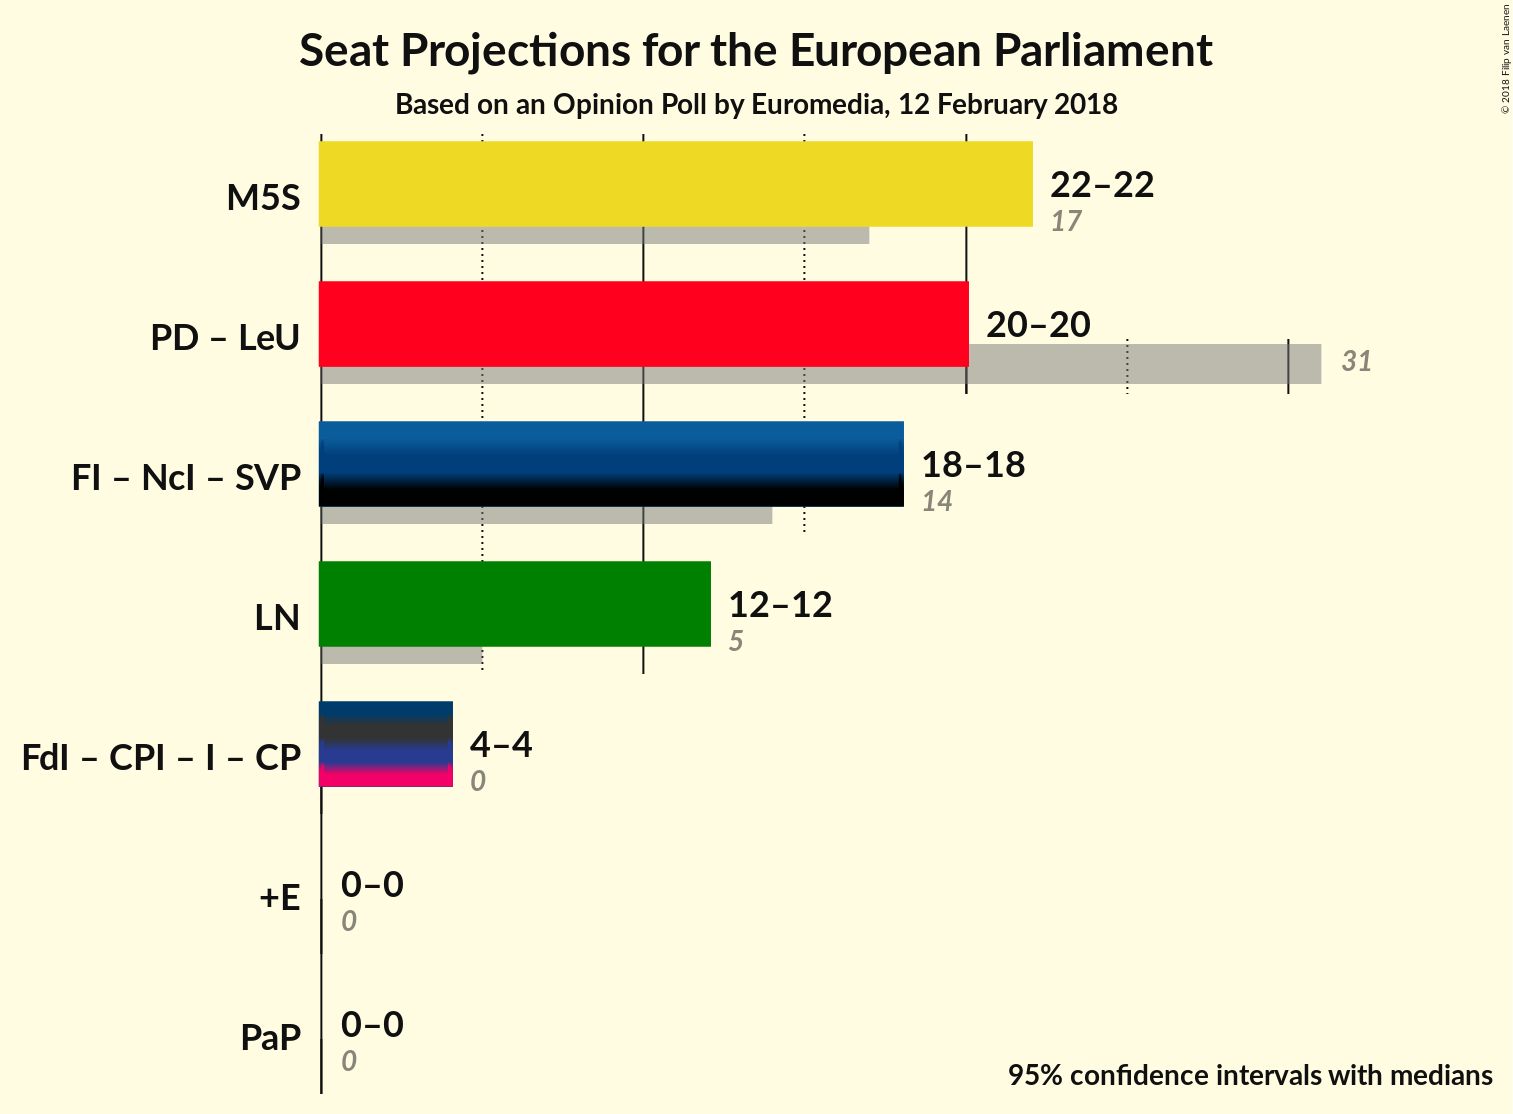 Seat Projections for the European Parliament
Based on an Opinion Poll by Euromedia, 12 February 2018
© 2018 Filip van Laenen
M5S
22–22
17
PD – LeU
20–20
31
FI – NcI – SVP
18–18
14
LN
12–12
5
FdI – CPI – I – CP
4–4
0
+E
0–0
0
PaP
0–0
0
95% confidence intervals with medians